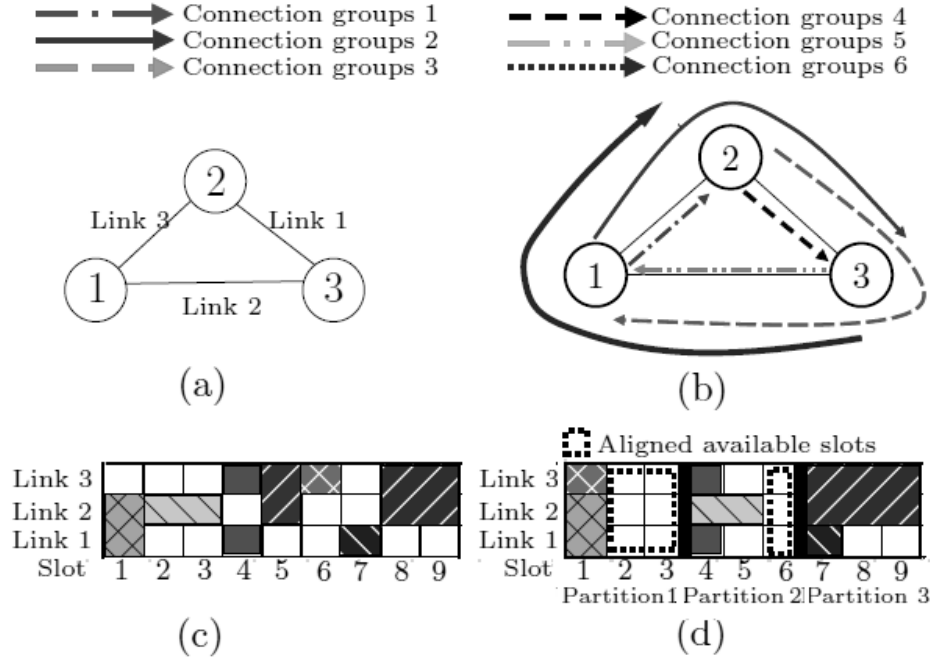 Connection groups 1
Connection groups 2
Connection groups 3
Connection groups 4
Connection groups 5
Connection groups 6
2
Link 3
Link 1
1
3
Link 2
(a)
2
1
3
(b)
Link 3
Link 2
Link 1
Slot 1 2 3 4 5 6 7 8 9
(c)
Aligned available slots
Link 3
Link 2
Link 1
Slot 1 2 3 4 5 6 7 8 9
Partition 1 Partition 2 Partition 3
(d)